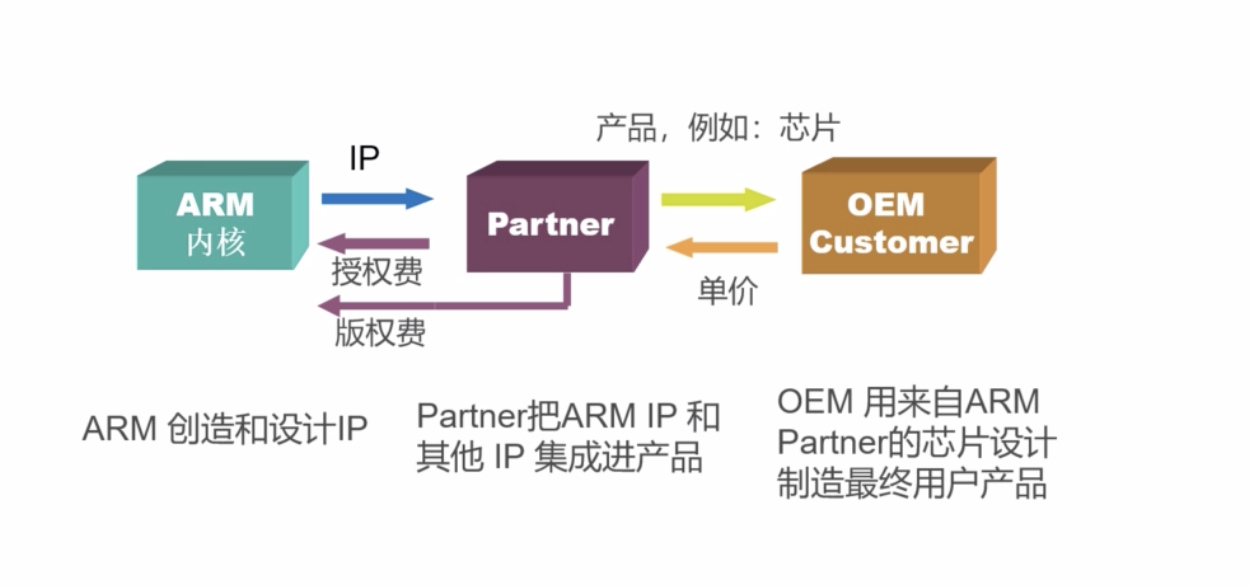 产品，例如：芯片
IP
ARM
内核
Partner
OEM
Customer
授权费
单价
版权费
ARM 创造和设计IP
Partner把ARM IP 和
其他 IP 集成进产品
OEM 用来自ARM
Partner的芯片设计
制造最终用户产品